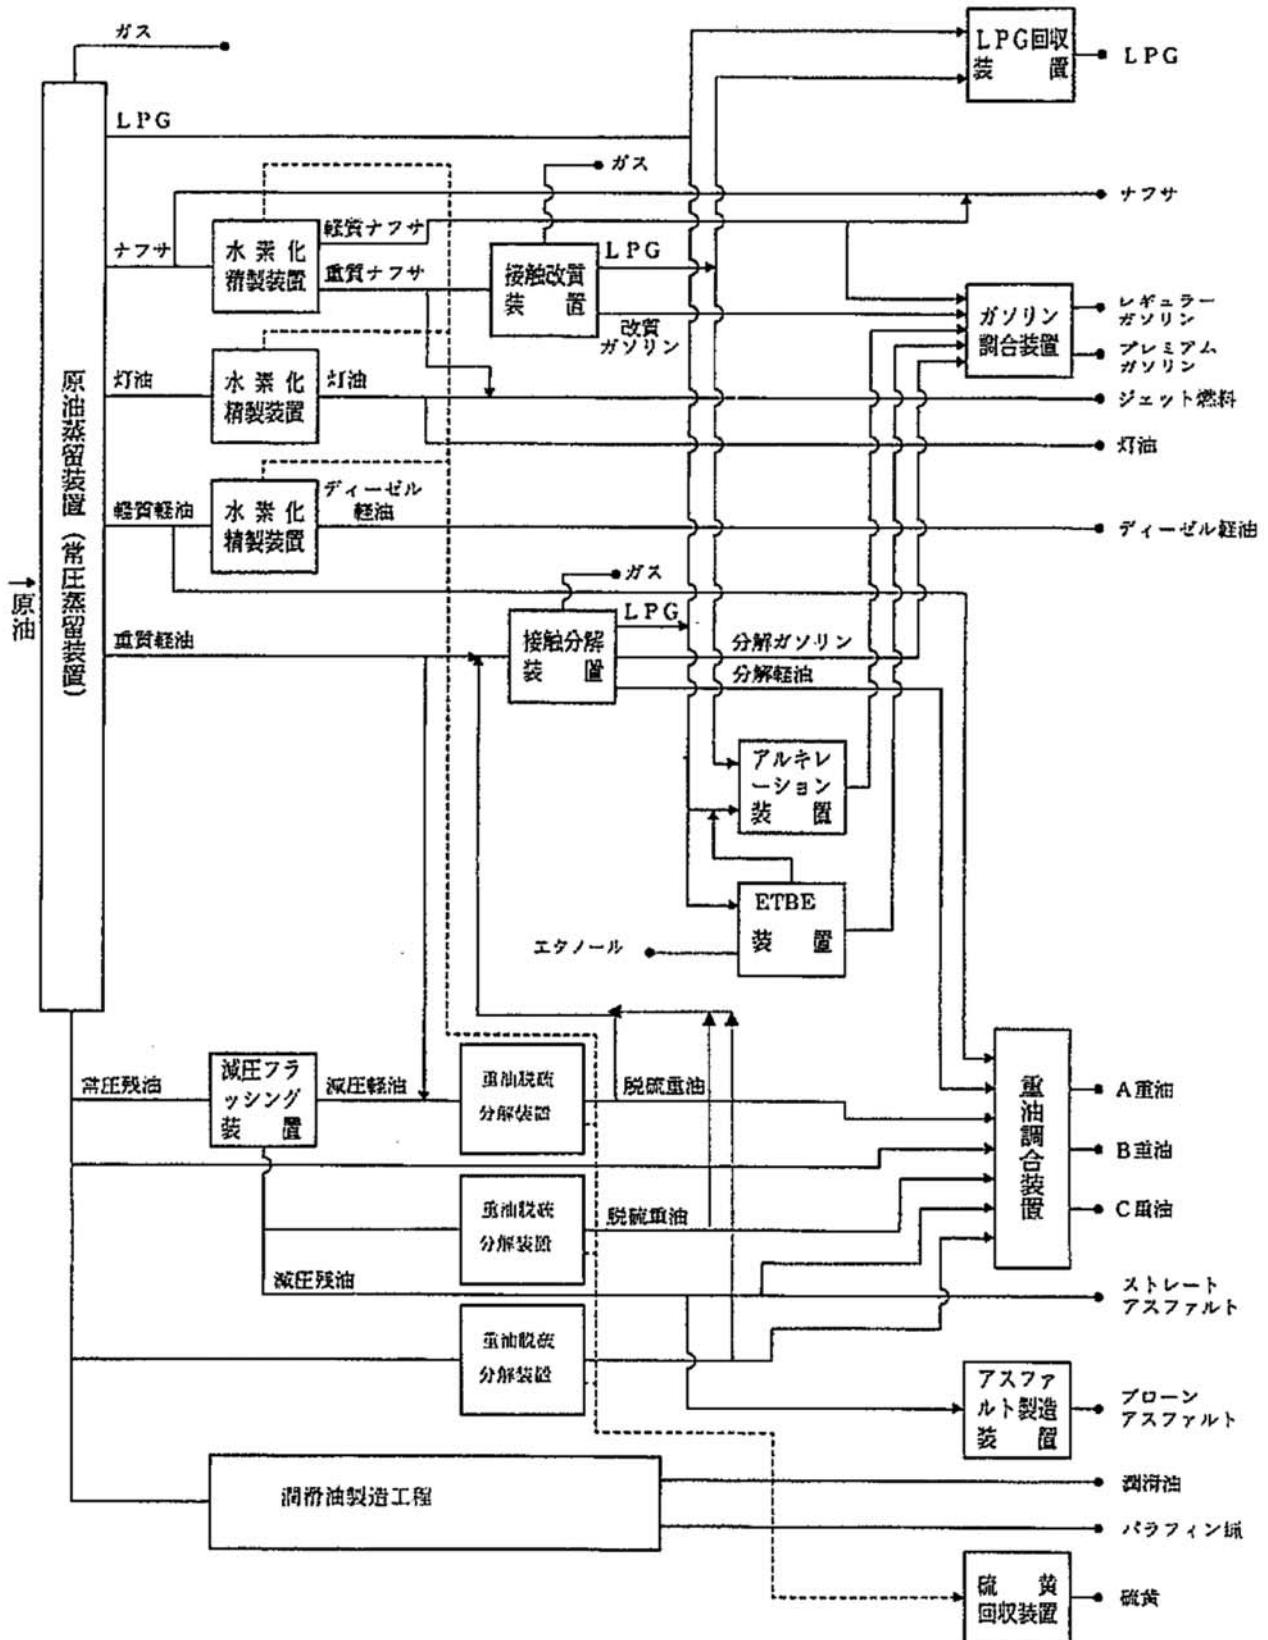 ガス
LPG回収
装 置
LPG
LPG
ガス
ナフサ
ナフサ
水素化
精製装置
軽質ナフサ
重質ナフサ
接触改質
装 置
LPG
改質
ガソリン
ガソリン
調合装置
レギュラー
ガソリン
プレミアム
ガソリン
灯油
水素化
精製装置
灯油
ジェット燃料
灯油
軽質軽油
水素化
精製装置
ディーゼル
軽油
ディーゼル軽油
→原油
原油蒸留装置(常圧蒸留装置)
重質軽油
ガス
接触分解
装 置
LPG
分解ガソリン
分解軽油
アルキレ
ーション
装 置
ETBE
装 置
エタノール
常圧残油
減圧フラ
ッシング
装 置
減圧軽油
重油脱硫
分解装置
脱硫重油
重油調合装置
A重油
B重油
C重油
重油脱硫
分解装置
脱硫重油
減圧残油
ストレート
アスファルト
重油脱硫
分解装置
アスファ
ルト製造
装 置
ブローン
アスファルト
潤滑油製造工程
潤滑油
パラフィン蝋
硫 黄
回収装置
硫黄